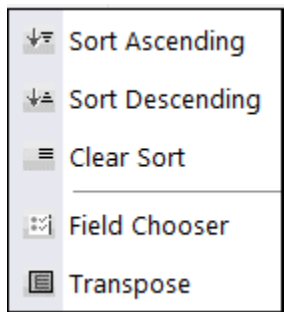 Sort Ascending
Sort Descending
Clear Sort
Field Chooser
Transpose